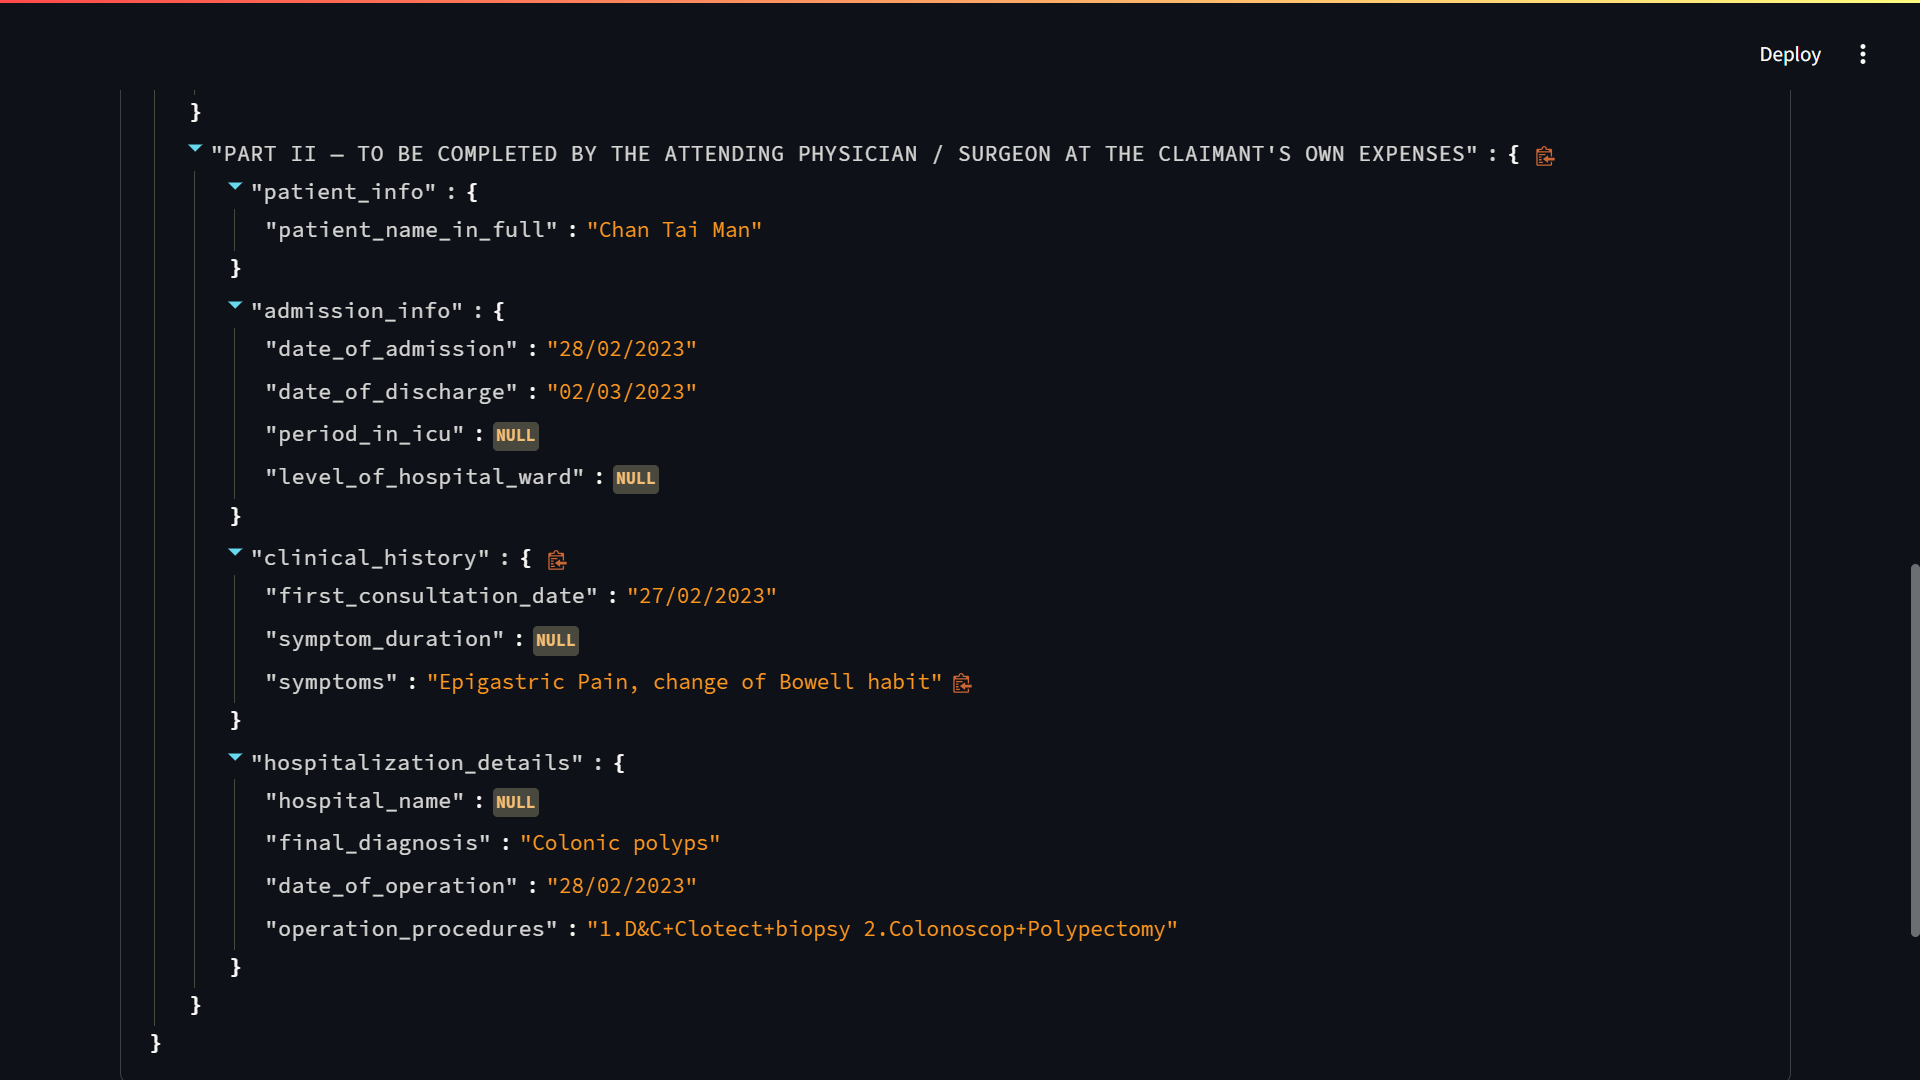 Deploy
}
"PART II – TO BE COMPLETED BY THE ATTENDING PHYSICIAN / SURGEON AT THE CLAIMANT'S OWN EXPENSES" : {
"patient_info" : {
"patient_name_in_full" : "Chan Tai Man"
}
"admission_info" : {
"date_of_admission" : "28/02/2023"
"date_of_discharge" : "02/03/2023"
"period_in_icu" : NULL
"level_of_hospital_ward" : NULL
}
"clinical_history" : {
"first_consultation_date" : "27/02/2023"
"symptom_duration" : NULL
"symptoms" : "Epigastric Pain, change of Bowell habit"
}
"hospitalization_details" : {
"hospital_name" : NULL
"final_diagnosis" : "Colonic polyps"
"date_of_operation" : "28/02/2023"
"operation_procedures" : "1.D&C+Clotect+biopsy 2.Colonoscop+Polypectomy"
}
}
}